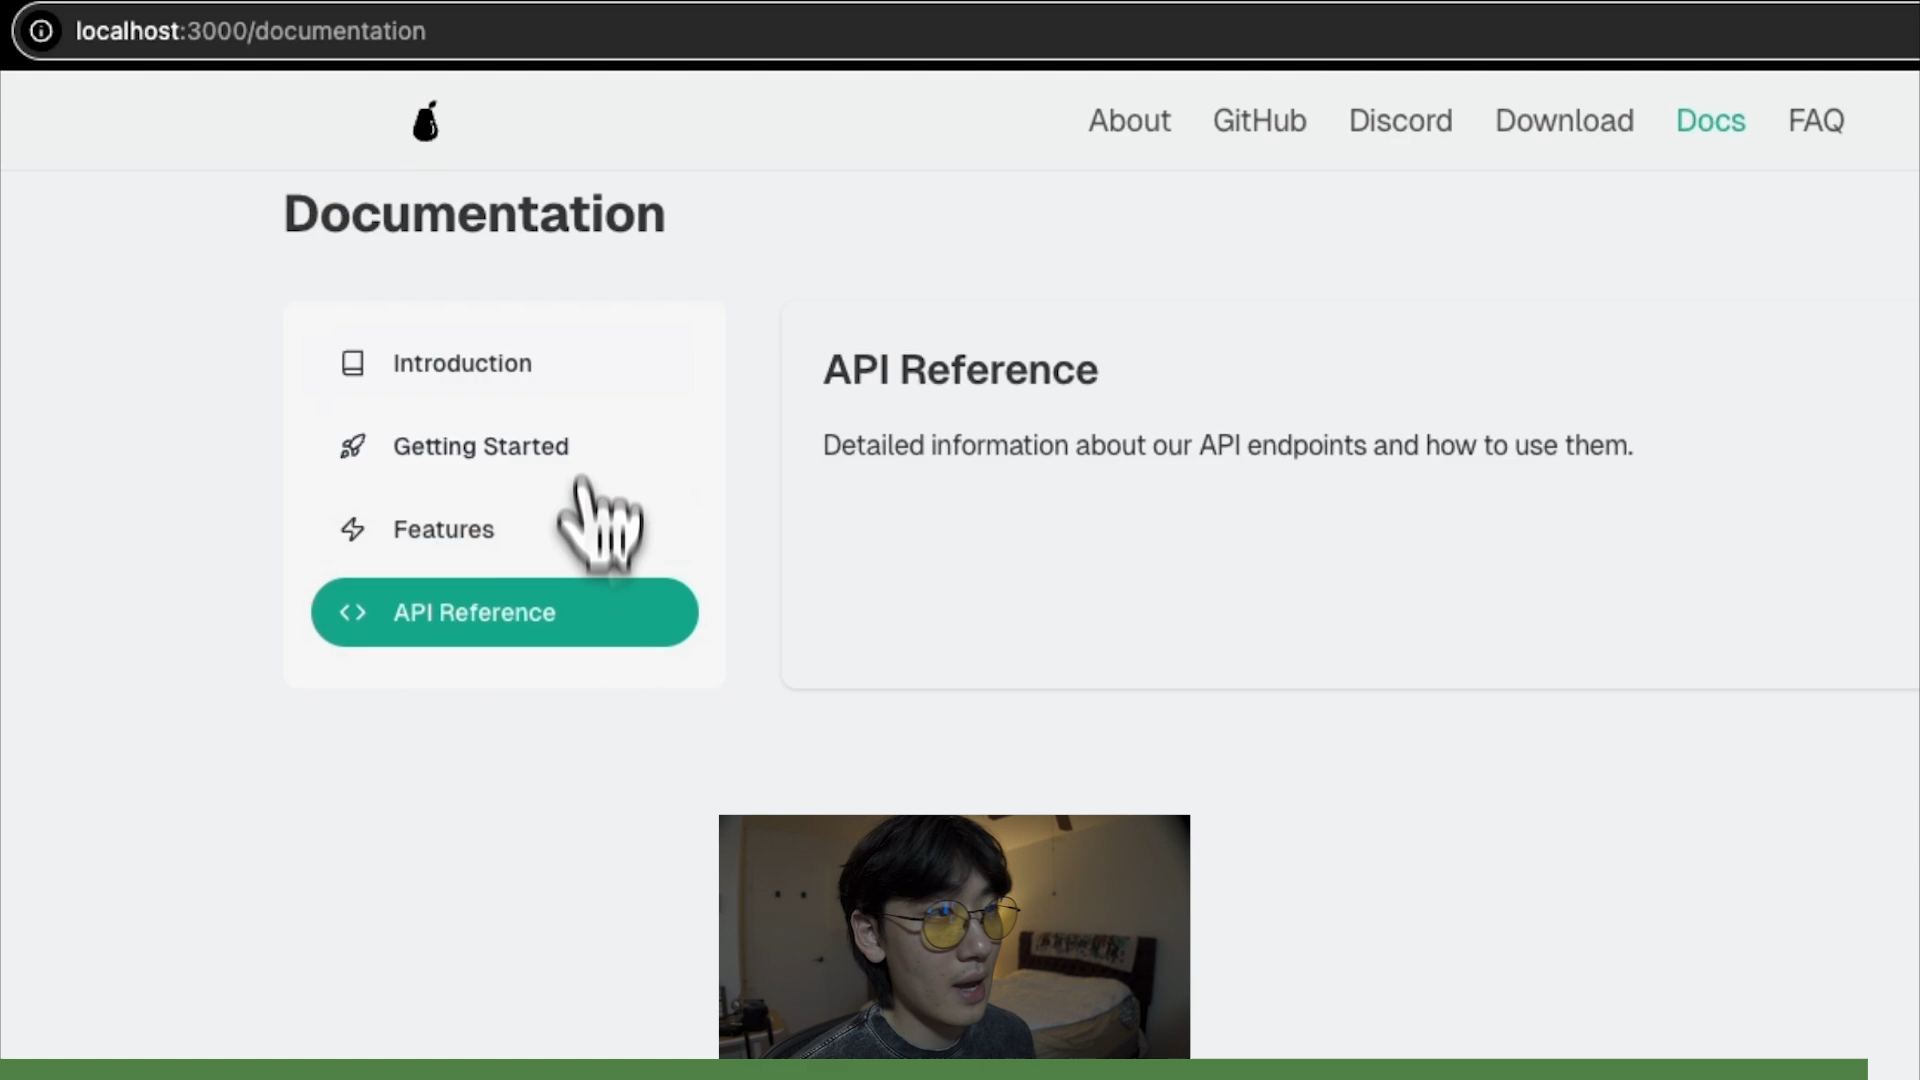 localhost:3000/documentation
About GitHub Discord Download Docs FAQ
Documentation
Introduction
Getting Started
Features
API Reference
API Reference
Detailed information about our API endpoints and how to use them.